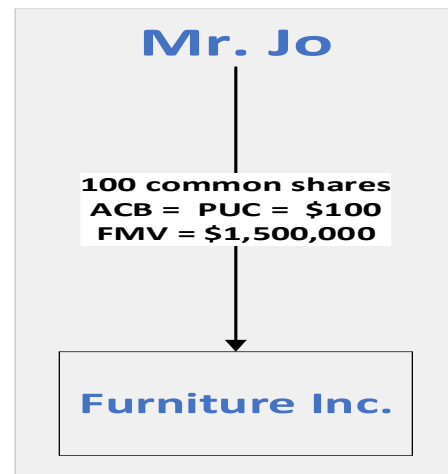 Mr. Jo
100 common shares
ACB = PUC = $100
FMV = $1,500,000
Furniture Inc.